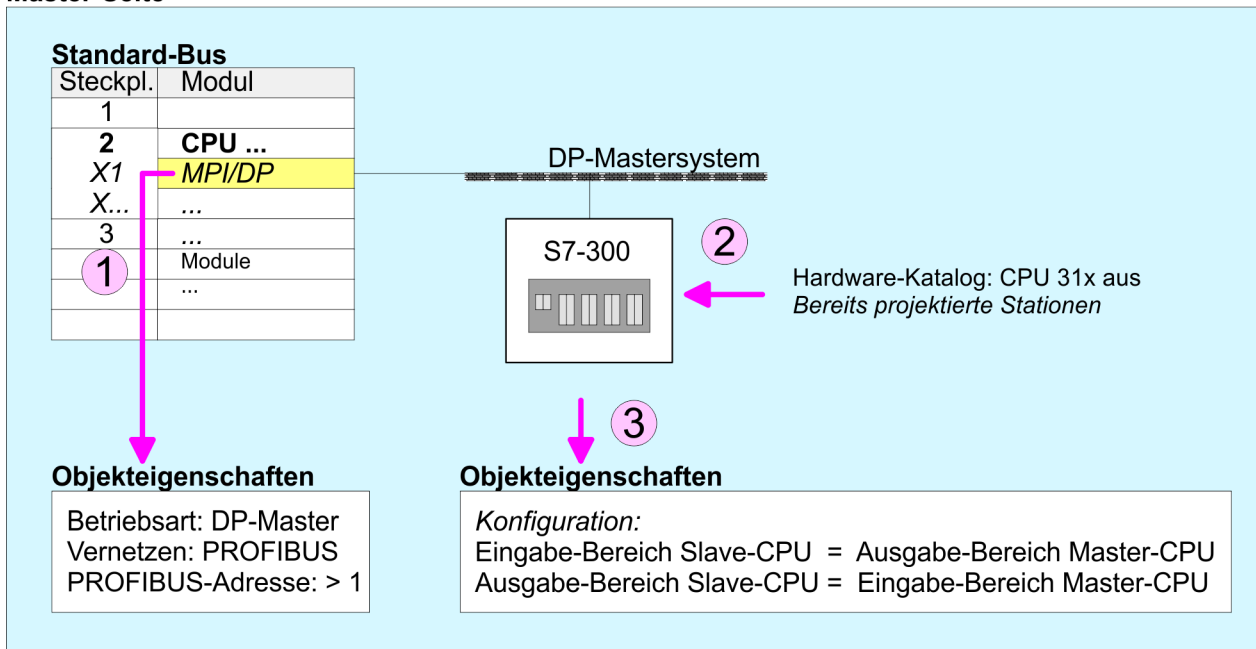 Standard-Bus
Steckpl. Modul
1
2 CPU ...
X1 MPI/DP
X... ...
3 ...
Module
...
1
DP-Mastersystem
S7-300
2
Hardware-Katalog: CPU 31x aus
Bereits projektierte Stationen
3
Objekteigenschaften
Betriebsart: DP-Master
Vernetzen: PROFIBUS
PROFIBUS-Adresse: > 1
Objekteigenschaften
Konfiguration:
Eingabe-Bereich Slave-CPU = Ausgabe-Bereich Master-CPU
Ausgabe-Bereich Slave-CPU = Eingabe-Bereich Master-CPU